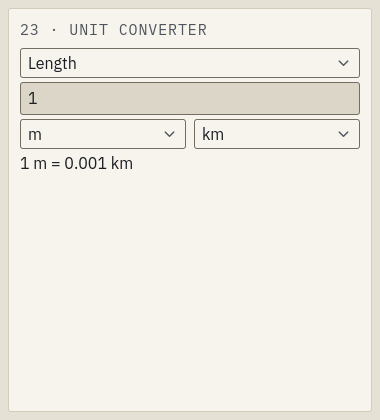 23 · UNIT CONVERTER
Length
1
m km
1 m = 0.001 km